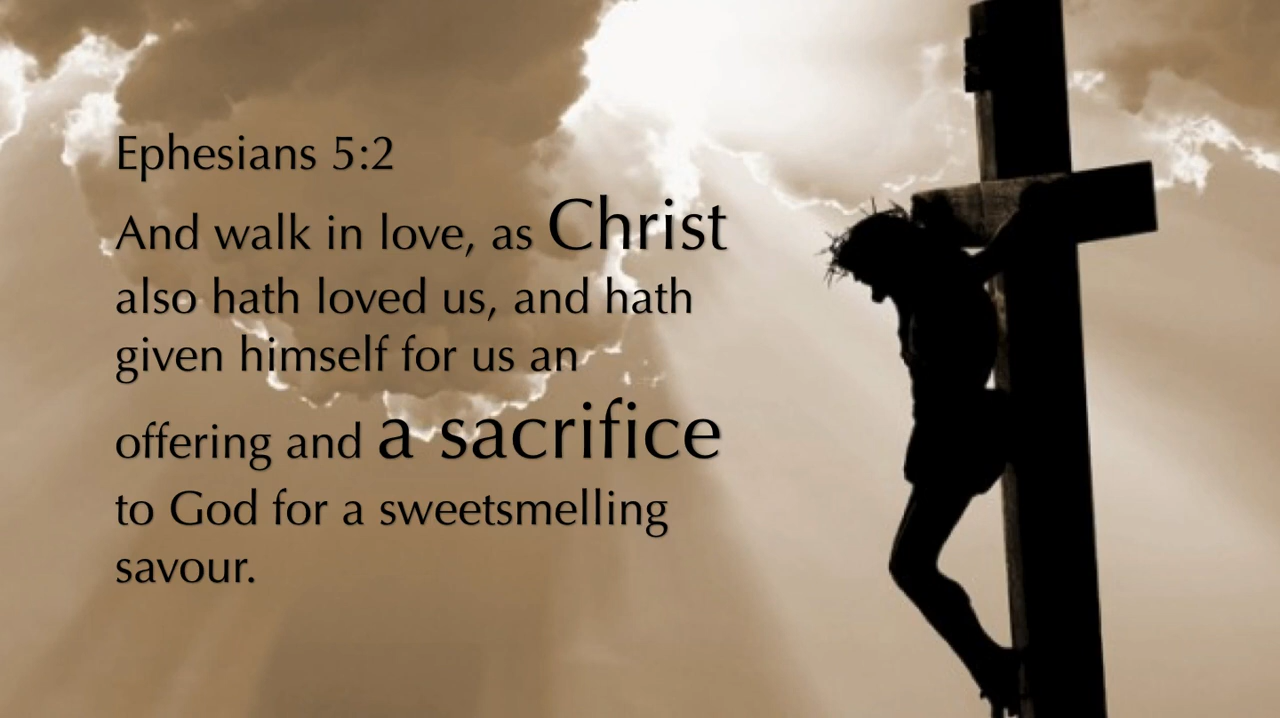 Ephesians 5:2
And walk in love, as Christ
also hath loved us, and hath
given himself for us an
offering and a sacrifice
to God for a sweetsmelling
savour.